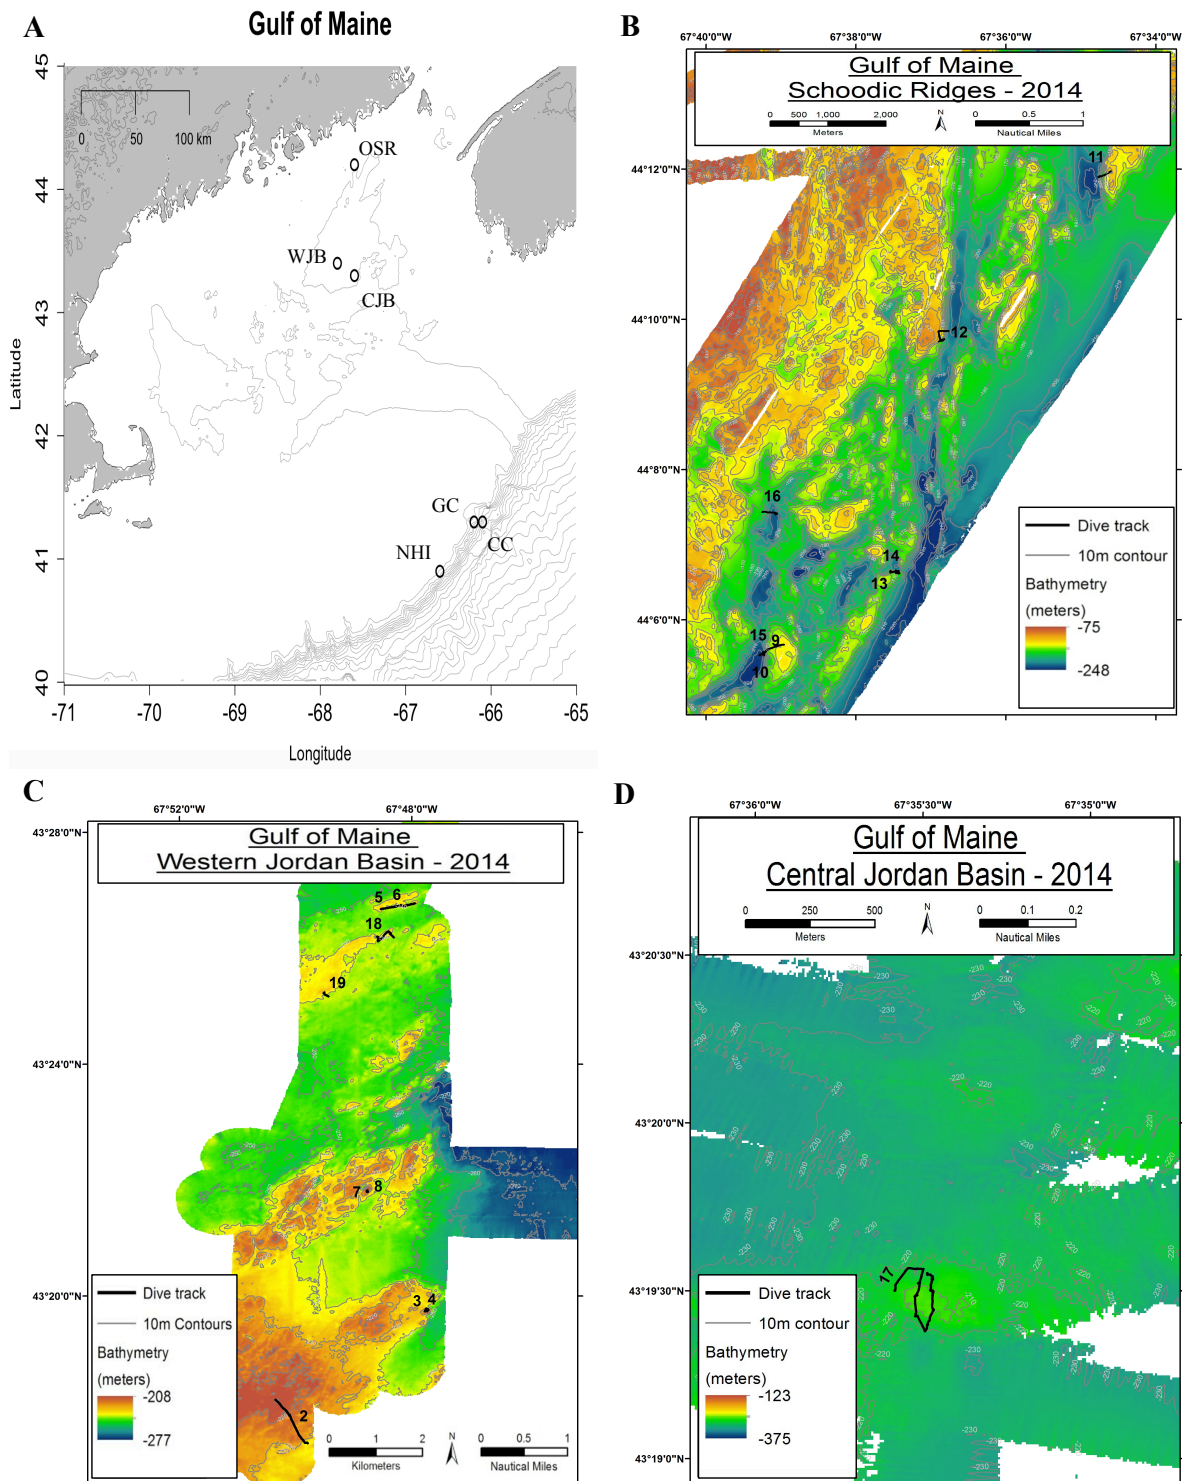 A
Gulf of Maine
45
44
43
42
41
40
Latitude
0
50
100 km
OSR
WJB
CJB
GC
CC
NHI
-71
-70
-69
-68
-67
-66
-65
Longitude
B
67°40'0"W
67°38'0"W
67°36'0"W
67°34'0"W
Gulf of Maine
Schoodic Ridges - 2014
0 500 1,000 2,000
Meters
N
0 0.5 1
Nautical Miles
44°12'0"N
44°10'0"N
44°8'0"N
44°6'0"N
11
12
16
14
13
15 9
10
Dive track
10m contour
Bathymetry
(meters)
-75
-248
C
67°52'0"W
67°48'0"W
43°28'0"N
43°24'0"N
43°20'0"N
Gulf of Maine
Western Jordan Basin - 2014
5 6
18
19
7 8
3 4
2
Dive track
10m Contours
Bathymetry
(meters)
-208
-277
0 1 2
Kilometers
N
0 0.5 1
Nautical Miles
D
67°36'0"W
67°35'30"W
67°35'0"W
Gulf of Maine
Central Jordan Basin - 2014
0 250 500
Meters
N
0 0.1 0.2
Nautical Miles
43°20'30"N
43°20'0"N
43°19'30"N
43°19'0"N
17
Dive track
10m contour
Bathymetry
(meters)
-123
-375